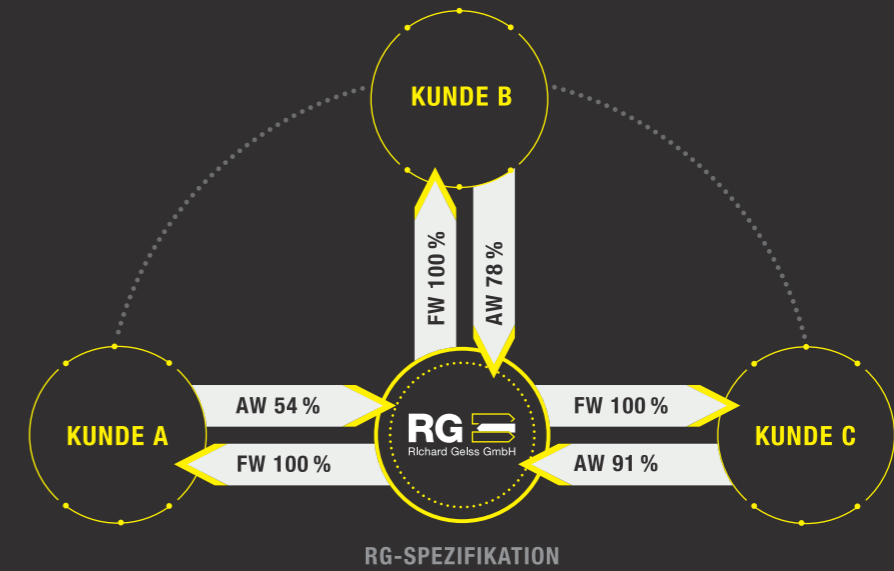 KUNDE B
FW 100 %
AW 78 %
KUNDE A
AW 54 %
FW 100 %
RG
RIchard Gelss GmbH
FW 100 %
AW 91 %
KUNDE C
RG-SPEZIFIKATION